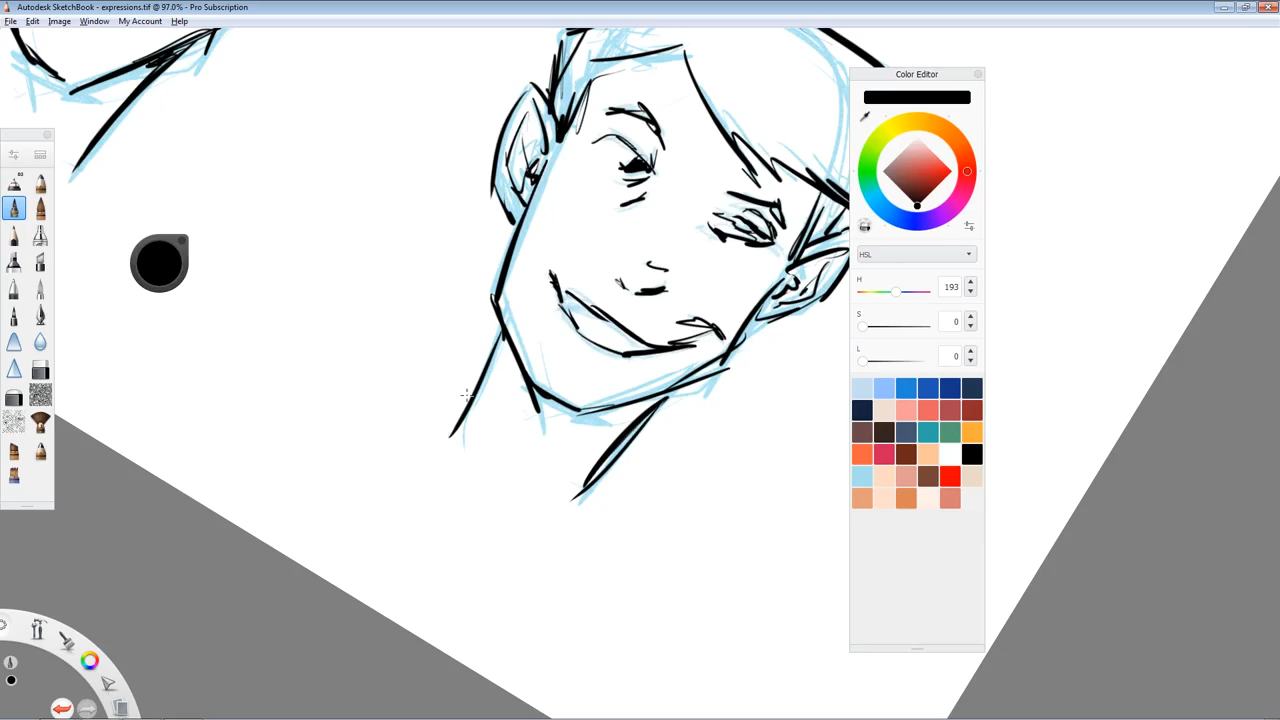 Autodesk SketchBook - expressions.tif @ 97.0% - Pro Subscription
File Edit Image Window My Account Help
Color Editor
HSL
H 193
S 0
L 0